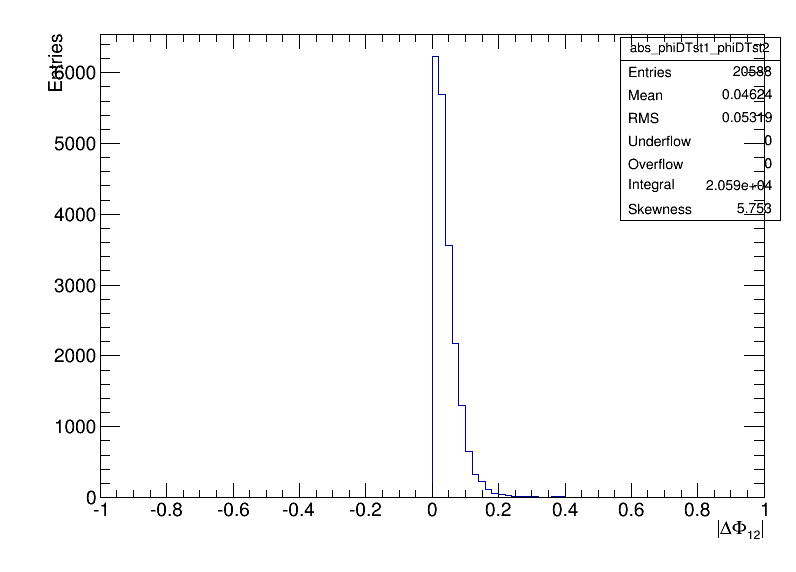 abs_phiDTst1_phiDTst2
Entries 20588
Mean 0.04624
RMS 0.05319
Underflow 0
Overflow 0
Integral 2.059e+04
Skewness 5.753
Entries
6000
5000
4000
3000
2000
1000
0
-1 -0.8 -0.6 -0.4 -0.2 0 0.2 0.4 0.6 0.8 1
|ΔΦ12|